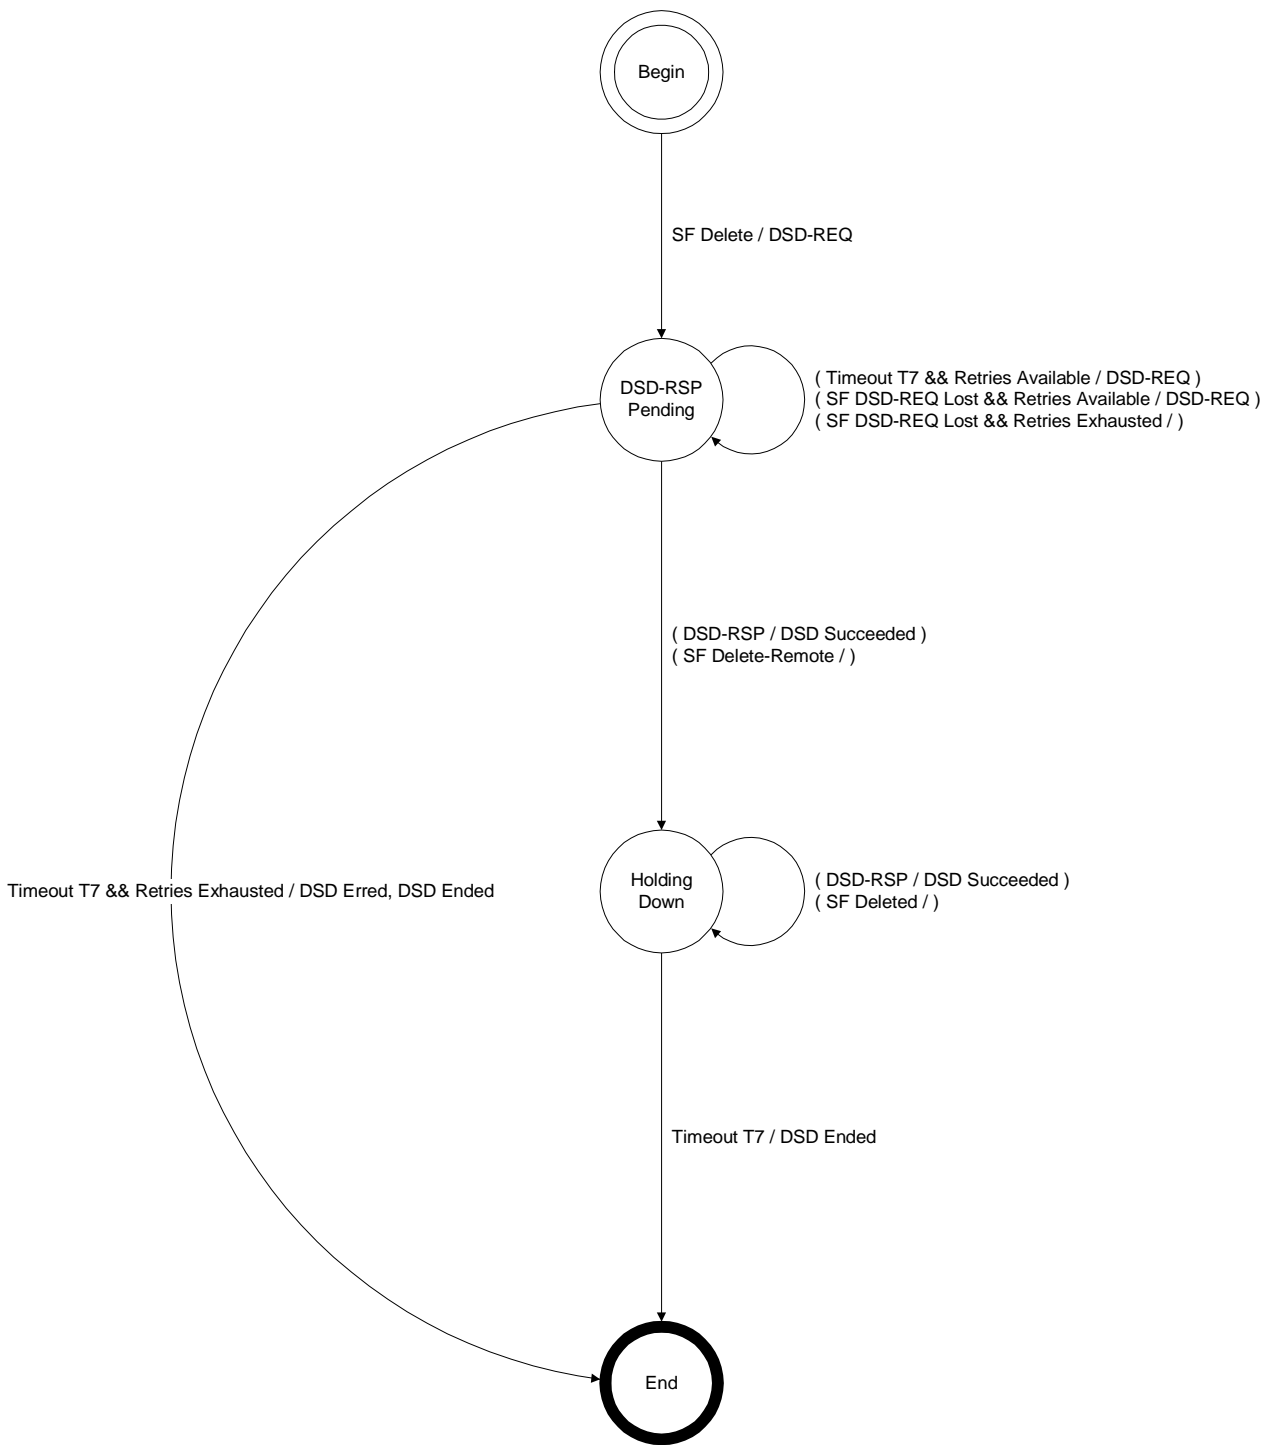 Begin
SF Delete / DSD-REQ
DSD-RSP
Pending
( Timeout T7 && Retries Available / DSD-REQ )
( SF DSD-REQ Lost && Retries Available / DSD-REQ )
( SF DSD-REQ Lost && Retries Exhausted / )
( DSD-RSP / DSD Succeeded )
( SF Delete-Remote / )
Timeout T7 && Retries Exhausted / DSD Erred, DSD Ended
Holding
Down
( DSD-RSP / DSD Succeeded )
( SF Deleted / )
Timeout T7 / DSD Ended
End